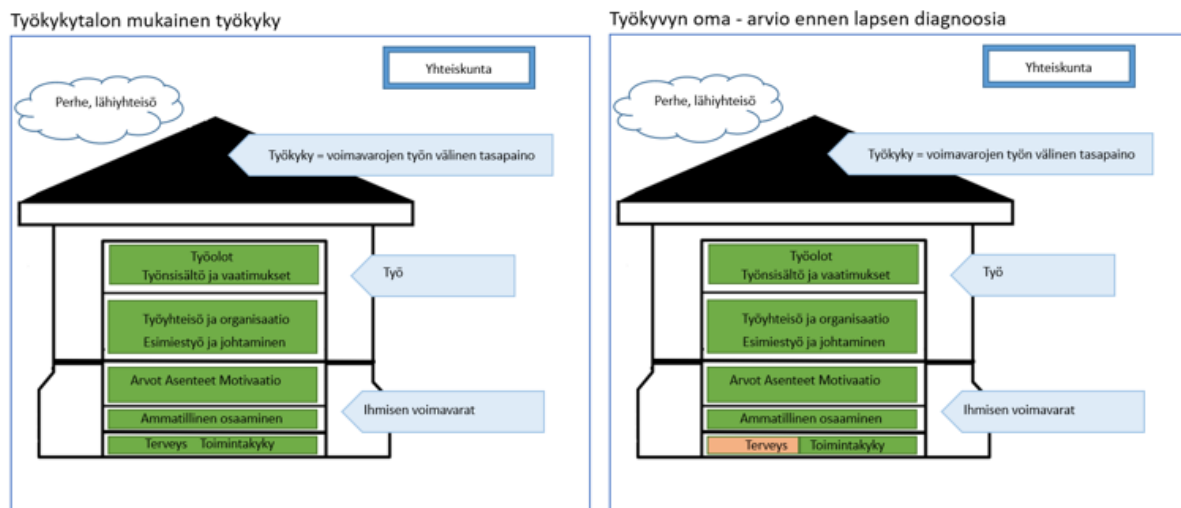 Työkykytalon mukainen työkyky
Yhteiskunta
Perhe, lähiyhteisö
Työkyky = voimavarojen työn välinen tasapaino
Työolot
Työnsisältö ja vaatimukset
Työ
Työyhteisö ja organisaatio
Esimiestyö ja johtaminen
Arvot Asenteet Motivaatio
Ihmisen voimavarat
Ammatillinen osaaminen
Terveys Toimintakyky
Työkyvyn oma - arvio ennen lapsen diagnoosia
Yhteiskunta
Perhe, lähiyhteisö
Työkyky = voimavarojen työn välinen tasapaino
Työolot
Työnsisältö ja vaatimukset
Työ
Työyhteisö ja organisaatio
Esimiestyö ja johtaminen
Arvot Asenteet Motivaatio
Ihmisen voimavarat
Ammatillinen osaaminen
Terveys Toimintakyky